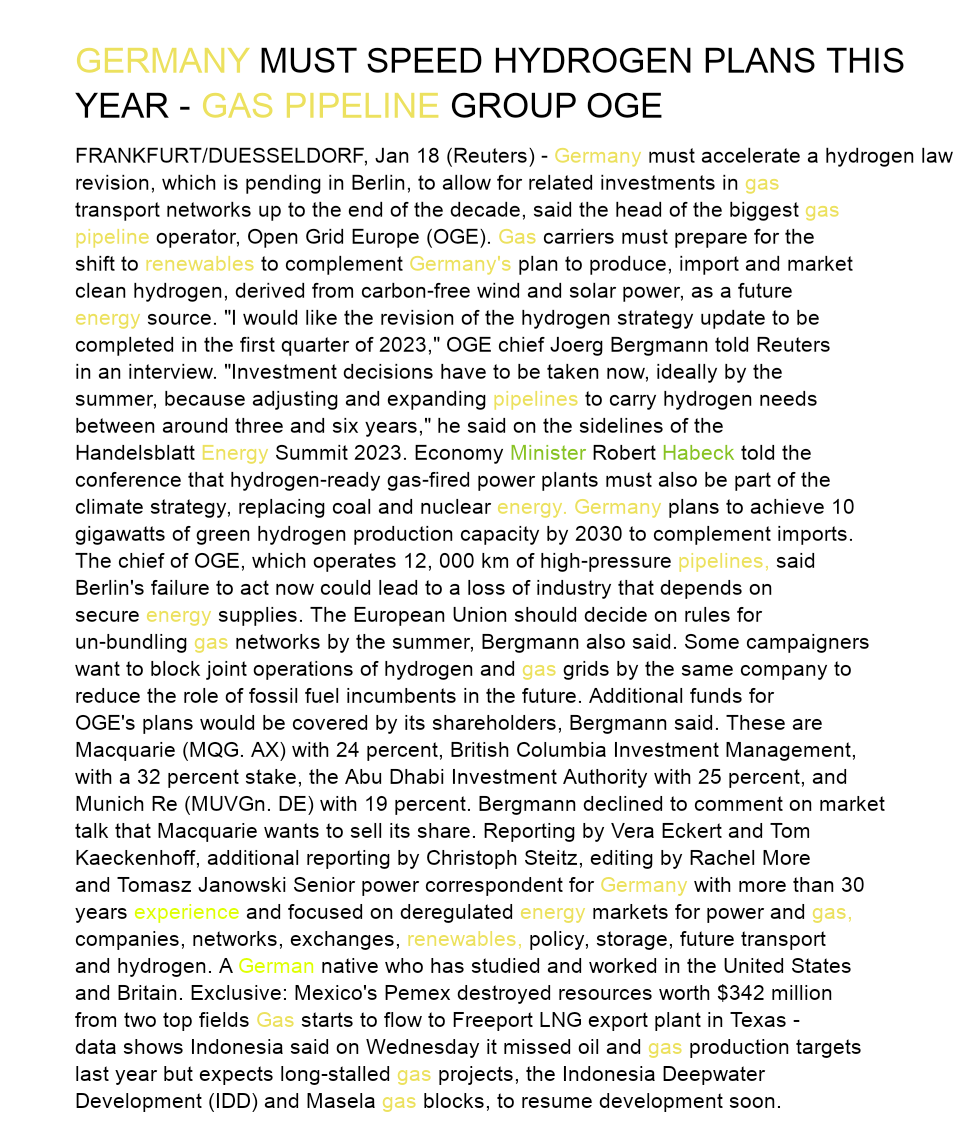 GERMANY MUST SPEED HYDROGEN PLANS THIS
YEAR - GAS PIPELINE GROUP OGE
FRANKFURT/DUESSELDORF, Jan 18 (Reuters) - Germany must accelerate a hydrogen law
revision, which is pending in Berlin, to allow for related investments in gas
transport networks up to the end of the decade, said the head of the biggest gas
pipeline operator, Open Grid Europe (OGE). Gas carriers must prepare for the
shift to renewables to complement Germany's plan to produce, import and market
clean hydrogen, derived from carbon-free wind and solar power, as a future
energy source. "I would like the revision of the hydrogen strategy update to be
completed in the first quarter of 2023," OGE chief Joerg Bergmann told Reuters
in an interview. "Investment decisions have to be taken now, ideally by the
summer, because adjusting and expanding pipelines to carry hydrogen needs
between around three and six years," he said on the sidelines of the
Handelsblatt Energy Summit 2023. Economy Minister Robert Habeck told the
conference that hydrogen-ready gas-fired power plants must also be part of the
climate strategy, replacing coal and nuclear energy. Germany plans to achieve 10
gigawatts of green hydrogen production capacity by 2030 to complement imports.
The chief of OGE, which operates 12, 000 km of high-pressure pipelines, said
Berlin's failure to act now could lead to a loss of industry that depends on
secure energy supplies. The European Union should decide on rules for
un-bundling gas networks by the summer, Bergmann also said. Some campaigners
want to block joint operations of hydrogen and gas grids by the same company to
reduce the role of fossil fuel incumbents in the future. Additional funds for
OGE's plans would be covered by its shareholders, Bergmann said. These are
Macquarie (MQG. AX) with 24 percent, British Columbia Investment Management,
with a 32 percent stake, the Abu Dhabi Investment Authority with 25 percent, and
Munich Re (MUVGn. DE) with 19 percent. Bergmann declined to comment on market
talk that Macquarie wants to sell its share. Reporting by Vera Eckert and Tom
Kaeckenhoff, additional reporting by Christoph Steitz, editing by Rachel More
and Tomasz Janowski Senior power correspondent for Germany with more than 30
years experience and focused on deregulated energy markets for power and gas,
companies, networks, exchanges, renewables, policy, storage, future transport
and hydrogen. A German native who has studied and worked in the United States
and Britain. Exclusive: Mexico's Pemex destroyed resources worth $342 million
from two top fields Gas starts to flow to Freeport LNG export plant in Texas -
data shows Indonesia said on Wednesday it missed oil and gas production targets
last year but expects long-stalled gas projects, the Indonesia Deepwater
Development (IDD) and Masela gas blocks, to resume development soon.